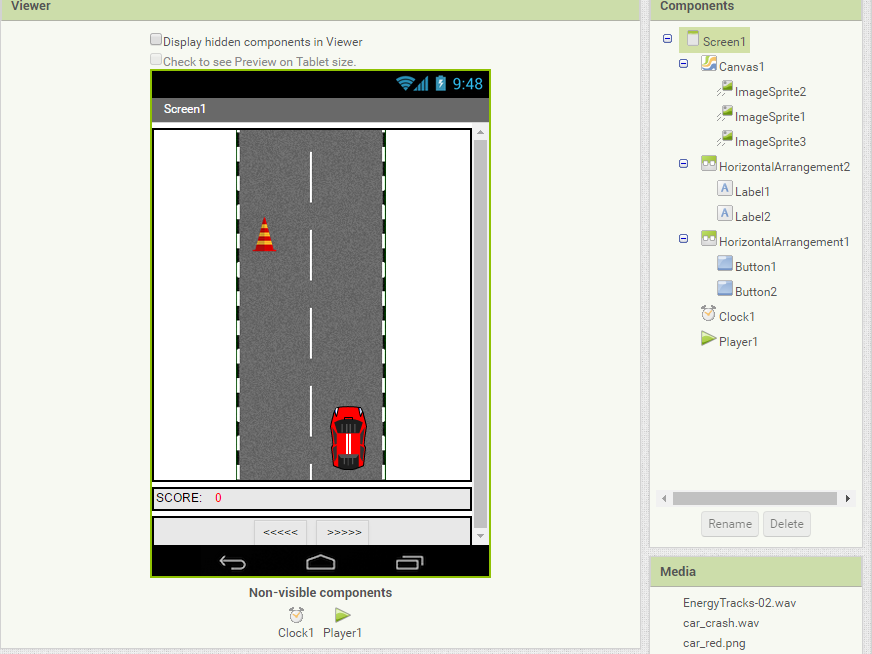 Viewer
Display hidden components in Viewer
Check to see Preview on Tablet size.
9:48
Screen1
SCORE: 0
<<<<< >>>>>
Non-visible components
Clock1 Player1
Components
Screen1
Canvas1
ImageSprite2
ImageSprite1
ImageSprite3
HorizontalArrangement2
A Label1
A Label2
HorizontalArrangement1
Button1
Button2
Clock1
Player1
Rename Delete
Media
EnergyTracks-02.wav
car_crash.wav
car_red.png